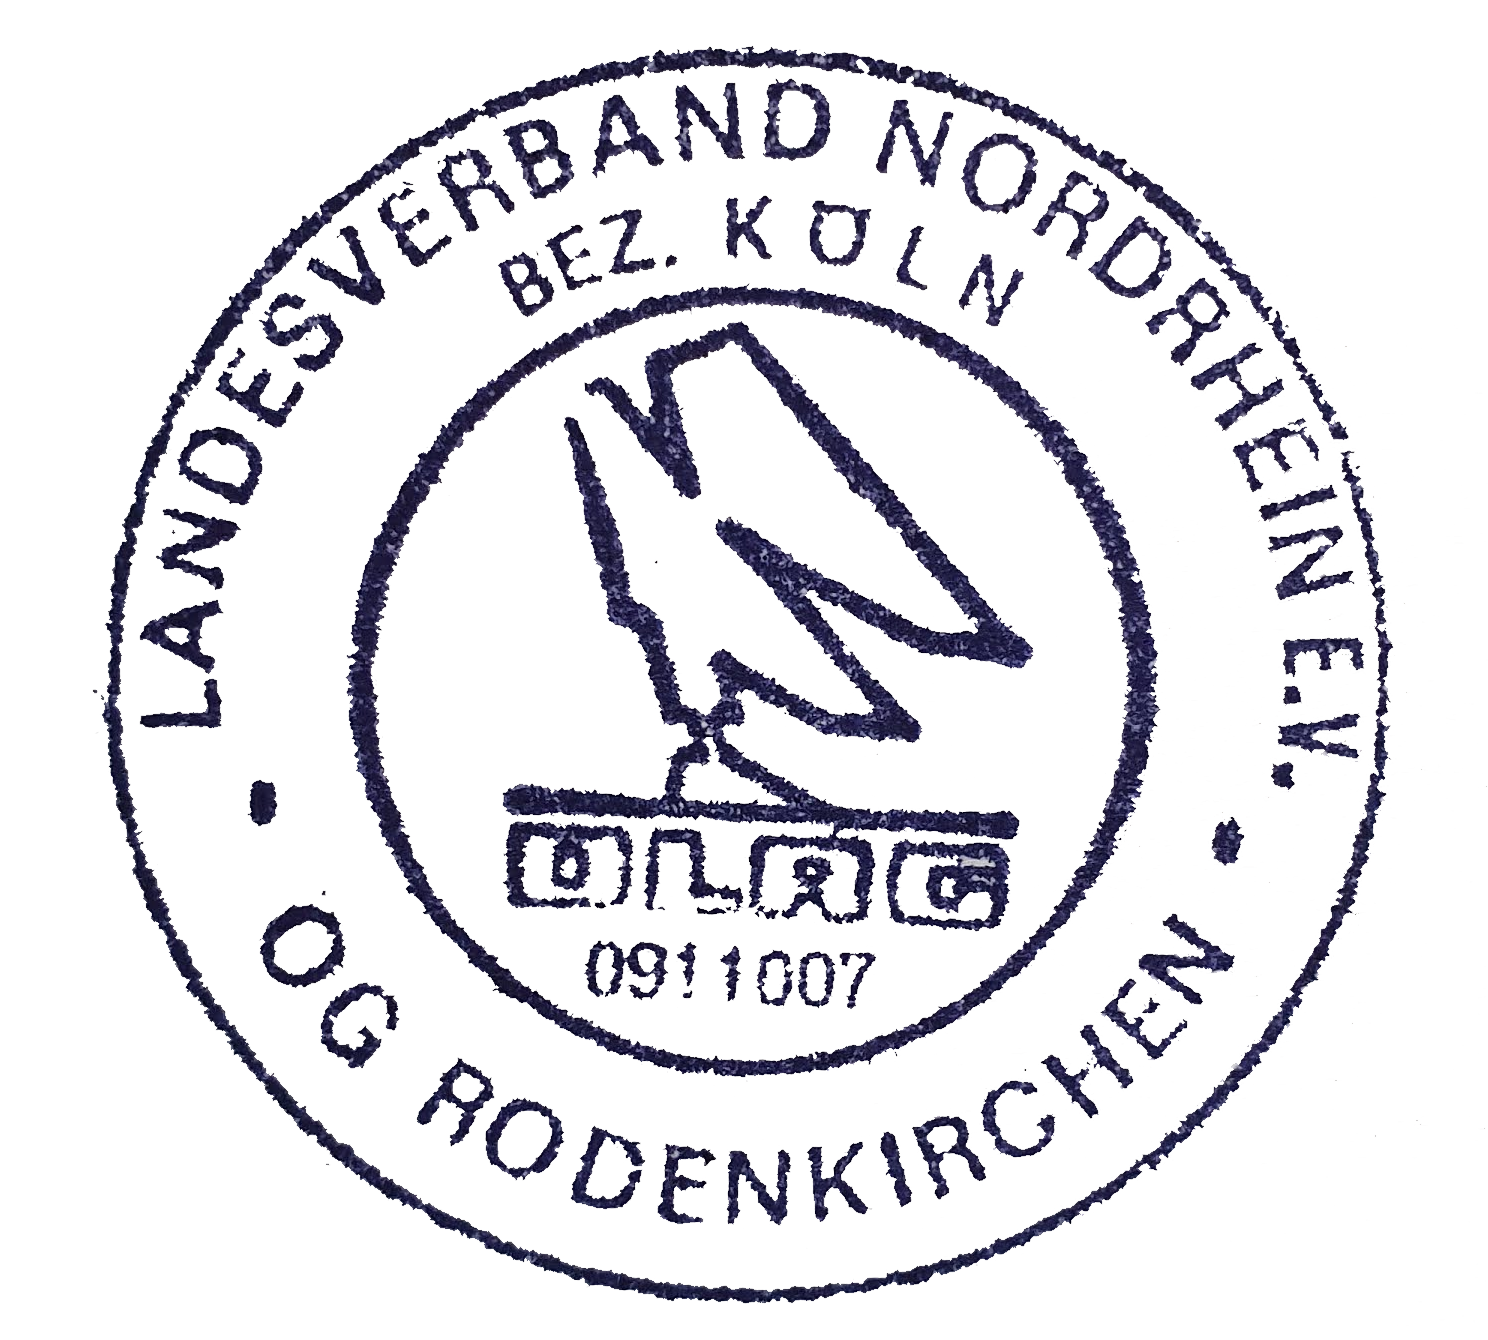 LANDESVERBAND NORDRHEIN E.V.
BEZ. KÖLN
DLRG
0911007
OG RODENKIRCHEN